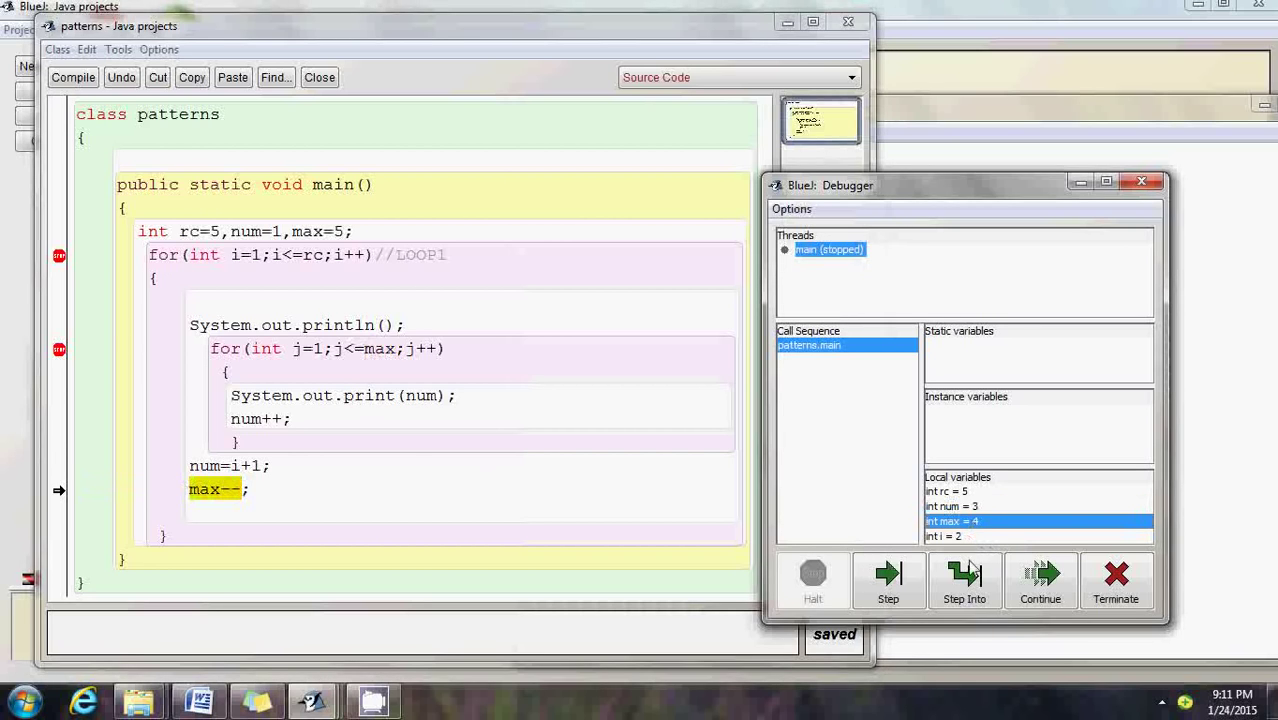 BlueJ: Java projects
Projec
patterns - Java projects
Class Edit Tools Options
Ne
Compile Undo Cut Copy Paste Find... Close
Source Code
class patterns
{
public static void main()
{
int rc=5,num=1,max=5;
STOP
for(int i=1;i<=rc;i++)//LOOP1
{
System.out.println();
STOP
for(int j=1;j<=max;j++)
{
System.out.print(num);
num++;
}
num=i+1;
max--;
}
}
}
saved
BlueJ: Debugger
Options
Threads
main (stopped)
Call Sequence
patterns.main
Static variables
Instance variables
Local variables
int rc = 5
int num = 3
int max = 4
int i = 2
Halt
Step
Step Into
Continue
Terminate
9:11 PM
1/24/2015